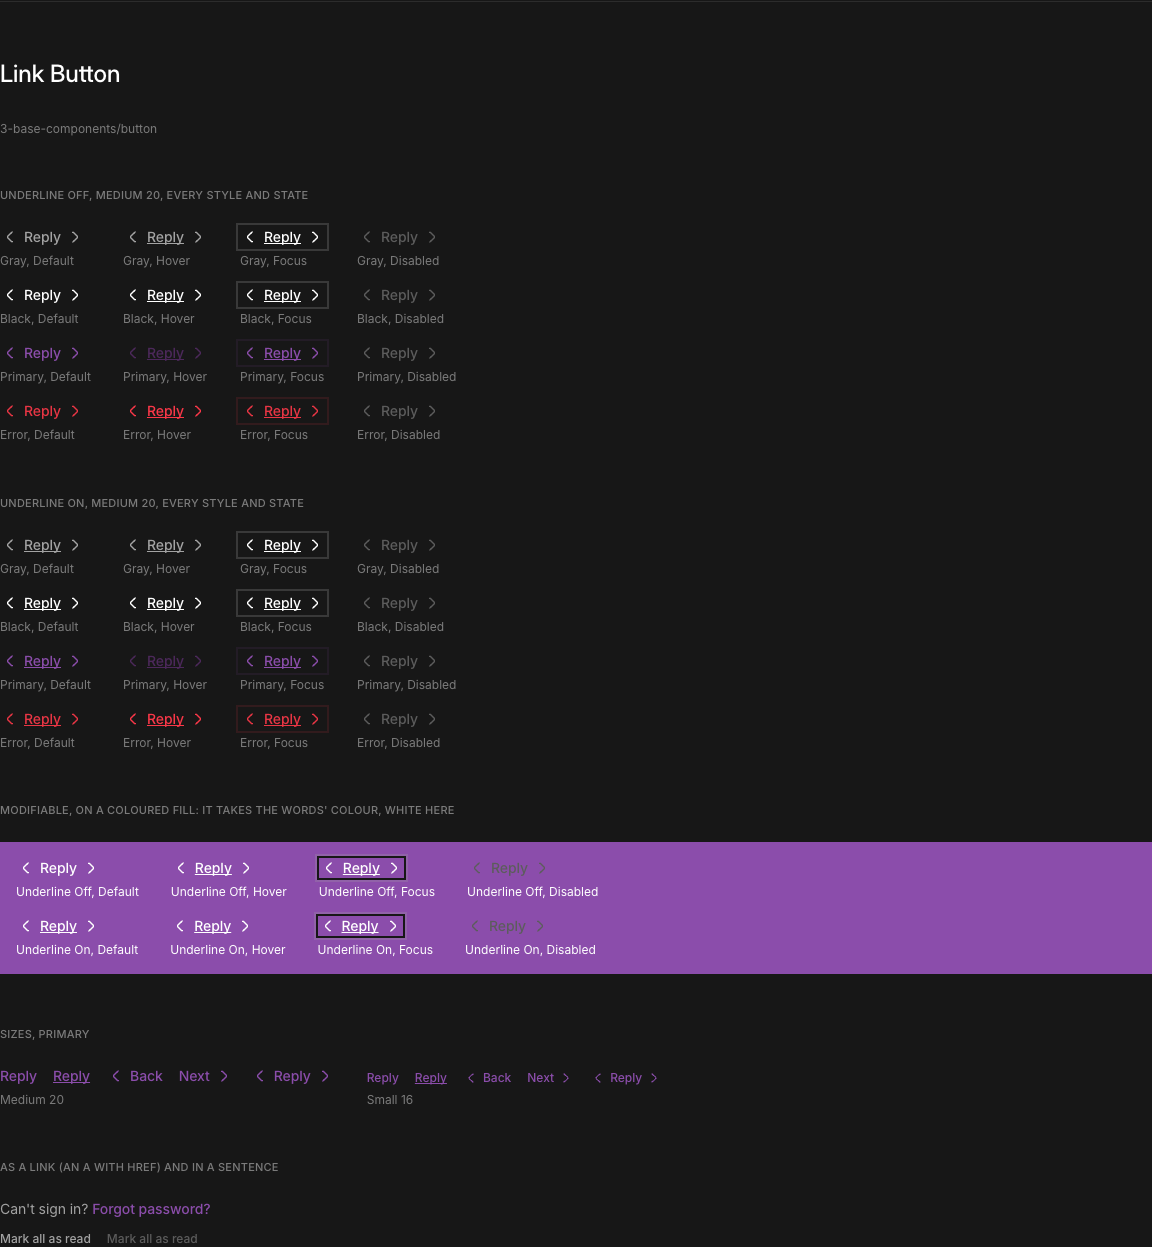 Link Button
3-base-components/button
UNDERLINE OFF, MEDIUM 20, EVERY STYLE AND STATE
Reply Reply Reply Reply
Gray, Default Gray, Hover Gray, Focus Gray, Disabled
Reply Reply Reply Reply
Black, Default Black, Hover Black, Focus Black, Disabled
Reply Reply Reply Reply
Primary, Default Primary, Hover Primary, Focus Primary, Disabled
Reply Reply Reply Reply
Error, Default Error, Hover Error, Focus Error, Disabled
UNDERLINE ON, MEDIUM 20, EVERY STYLE AND STATE
Reply Reply Reply Reply
Gray, Default Gray, Hover Gray, Focus Gray, Disabled
Reply Reply Reply Reply
Black, Default Black, Hover Black, Focus Black, Disabled
Reply Reply Reply Reply
Primary, Default Primary, Hover Primary, Focus Primary, Disabled
Reply Reply Reply Reply
Error, Default Error, Hover Error, Focus Error, Disabled
MODIFIABLE, ON A COLOURED FILL: IT TAKES THE WORDS' COLOUR, WHITE HERE
Reply Reply Reply Reply
Underline Off, Default Underline Off, Hover Underline Off, Focus Underline Off, Disabled
Reply Reply Reply Reply
Underline On, Default Underline On, Hover Underline On, Focus Underline On, Disabled
SIZES, PRIMARY
Reply Reply Back Next Reply Reply Reply Back Next Reply
Medium 20 Small 16
AS A LINK (AN A WITH HREF) AND IN A SENTENCE
Can't sign in? Forgot password?
Mark all as read Mark all as read